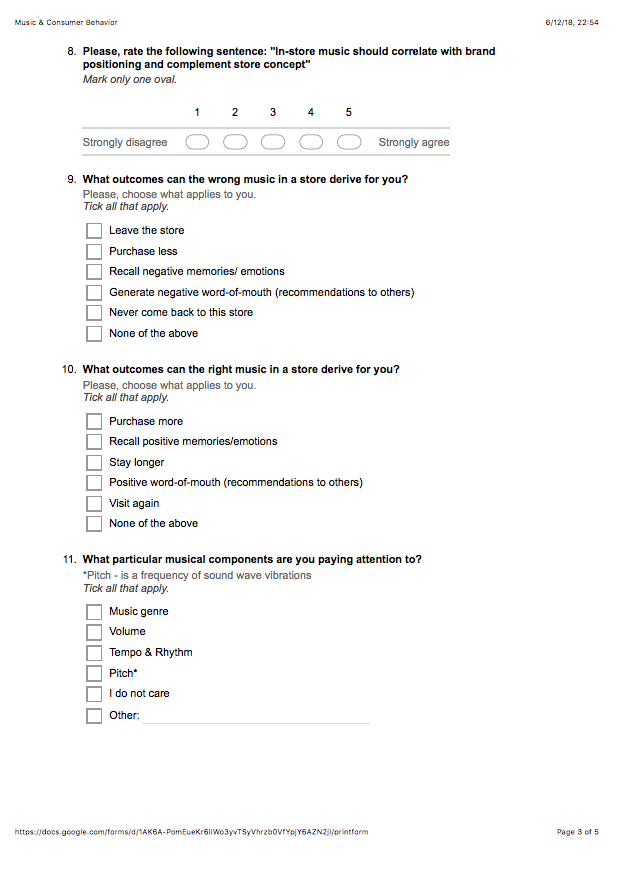 Music & Consumer Behavior 6/12/18, 22:54
8. Please, rate the following sentence: "In-store music should correlate with brand
positioning and complement store concept"
Mark only one oval.
1 2 3 4 5
Strongly disagree Strongly agree
9. What outcomes can the wrong music in a store derive for you?
Please, choose what applies to you.
Tick all that apply.
Leave the store
Purchase less
Recall negative memories/ emotions
Generate negative word-of-mouth (recommendations to others)
Never come back to this store
None of the above
10. What outcomes can the right music in a store derive for you?
Please, choose what applies to you.
Tick all that apply.
Purchase more
Recall positive memories/emotions
Stay longer
Positive word-of-mouth (recommendations to others)
Visit again
None of the above
11. What particular musical components are you paying attention to?
*Pitch - is a frequency of sound wave vibrations
Tick all that apply.
Music genre
Volume
Tempo & Rhythm
Pitch*
I do not care
Other:
https://docs.google.com/forms/d/1AK6A-PomEueKr6liWo3yvTSyVhrzb0VfYpjY6AZN2jI/printform Page 3 of 5